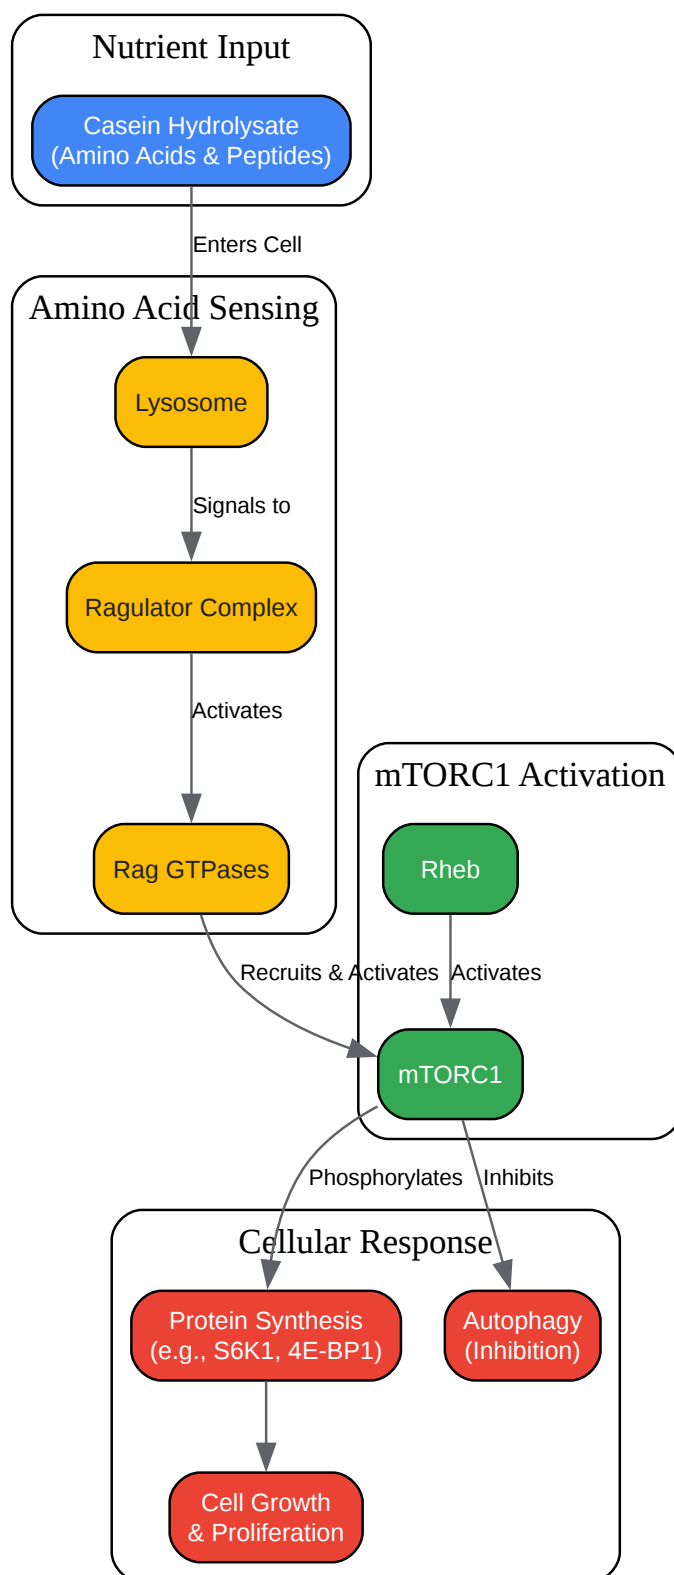 Nutrient Input
Casein Hydrolysate
(Amino Acids & Peptides)
Enters Cell
Amino Acid Sensing
Lysosome
Signals to
Ragulator Complex
Activates
mTORC1 Activation
Rag GTPases
Rheb
Recruits & Activates
Activates
mTORC1
Phosphorylates
Inhibits
Cellular Response
Protein Synthesis
(e.g., S6K1, 4E-BP1)
Autophagy
(Inhibition)
Cell Growth
& Proliferation